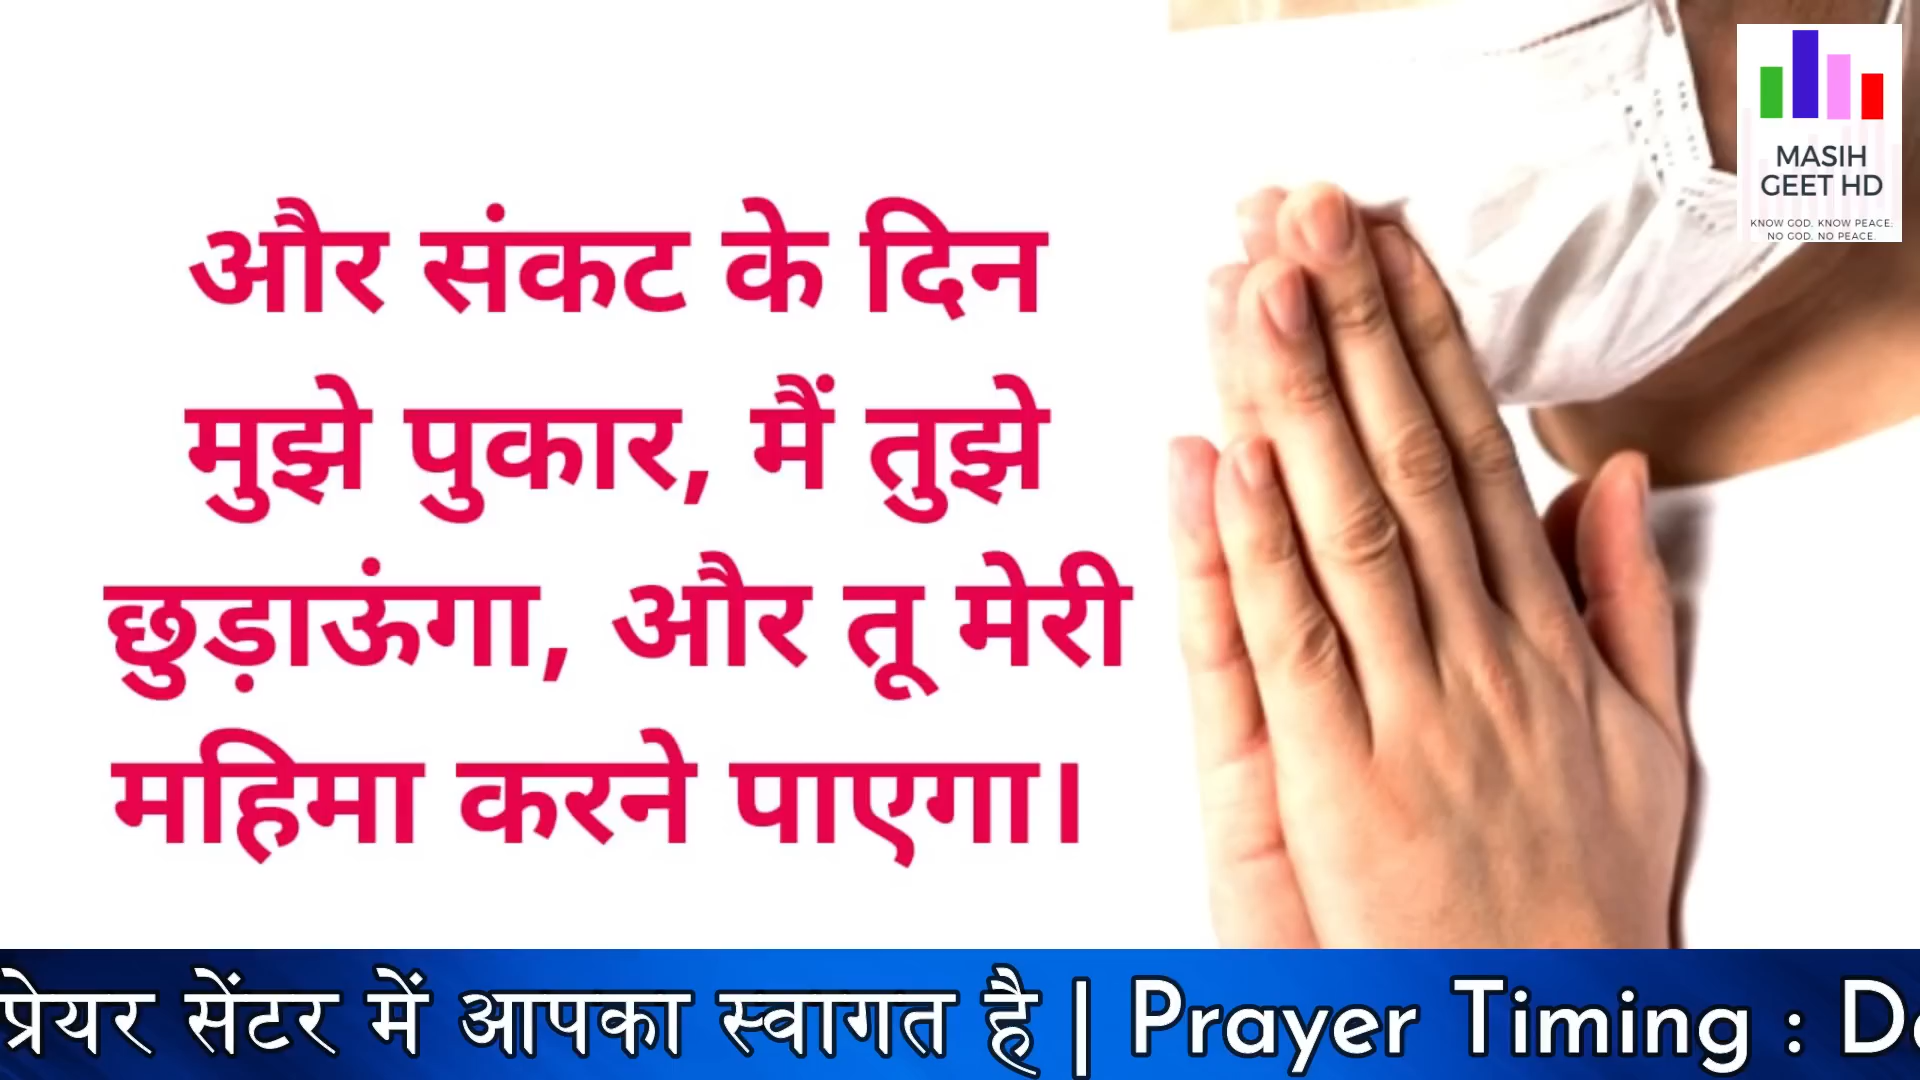 और संकट के दिन
मुझे पुकार, मैं तुझे
छुड़ाऊंगा, और तू मेरी
महिमा करने पाएगा।
MASIH
GEET HD
KNOW GOD. KNOW PEACE.
NO GOD. NO PEACE.
प्रेयर सेंटर में आपका स्वागत है | Prayer Timing :